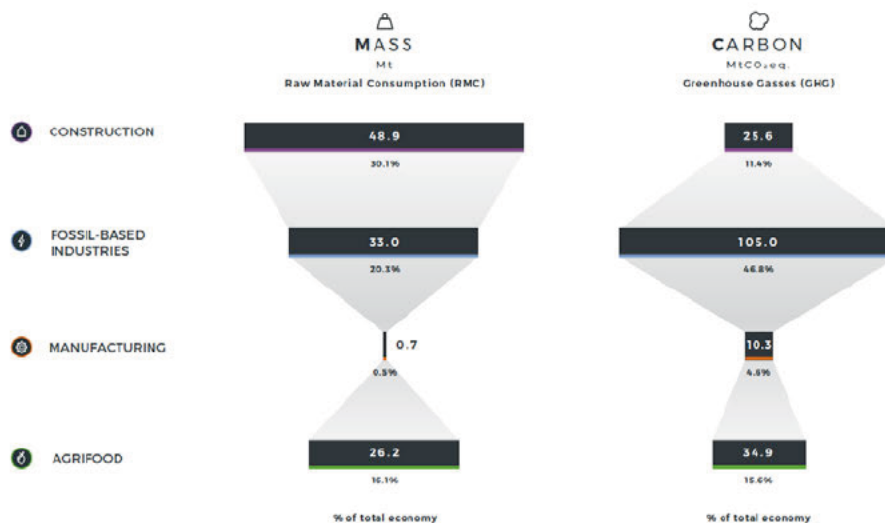 MASS
Mt
Raw Material Consumption (RMC)
CARBON
MtCO₂eq.
Greenhouse Gasses (GHG)
CONSTRUCTION
48.9
30.1%
25.6
11.4%
FOSSIL-BASED
INDUSTRIES
33.0
20.3%
105.0
46.8%
MANUFACTURING
0.7
10.3
4.6%
AGRIFOOD
26.2
16.1%
34.9
15.6%
% of total economy
% of total economy